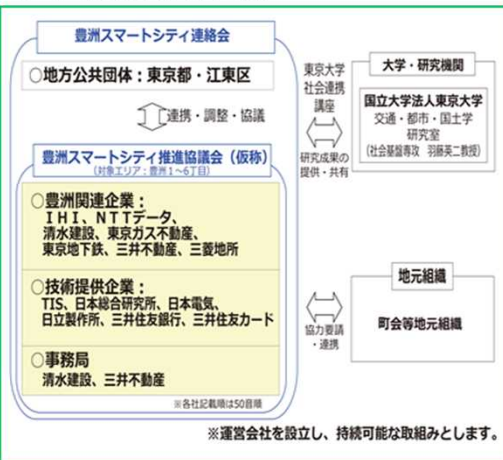 豊洲スマートシティ連絡会
○地方公共団体：東京都・江東区
連携・調整・協議
豊洲スマートシティ推進協議会（仮称）
（対象エリア：豊洲1～6丁目）
○豊洲関連企業：
ＩＨＩ、ＮＴＴデータ、
清水建設、東京ガス不動産、
東京地下鉄、三井不動産、三菱地所
○技術提供企業：
TIS、日本総合研究所、日本電気、
日立製作所、三井住友銀行、三井住友カード
○事務局
清水建設、三井不動産
※各社記載順は50音順
東京大学
社会連携
講座
研究成果の
提供・共有
大学・研究機関
国立大学法人東京大学
交通・都市・国土学
研究室
（社会基盤専攻　羽藤英二教授）
協力要請
・連携
地元組織
町会等地元組織
※運営会社を設立し、持続可能な取組みとします。